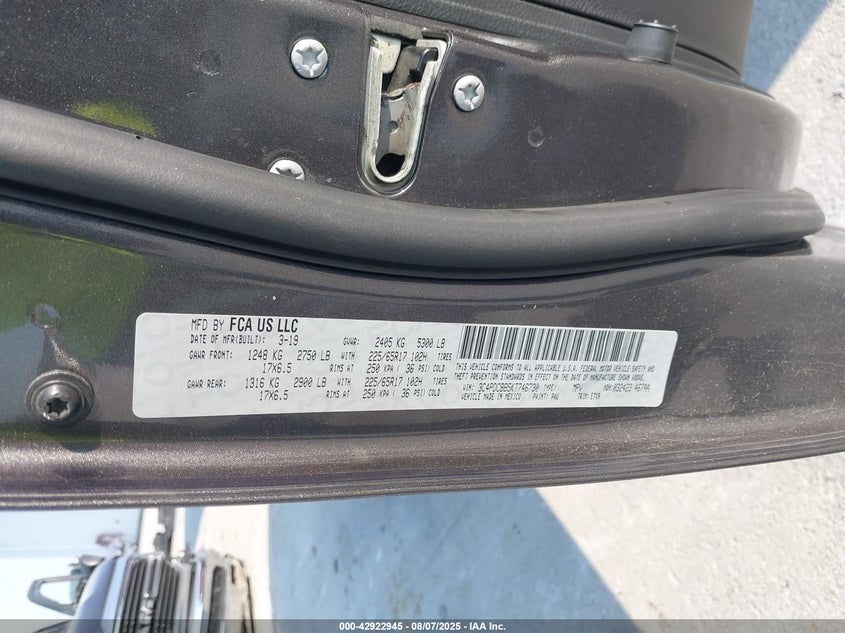 MFD BY FCA US LLC
DATE OF MFR(BUILT): 3-19 GVWR: 2405 KG 5300 LB
GAWR FRONT: 1248 KG 2750 LB WITH 225/65R17 102H TIRES
17X6.5 RIMS AT 250 KPA ( 36 PSI) COLD
GAWR REAR: 1316 KG 2900 LB WITH 225/65R17 102H TIRES
17X6.5 RIMS AT 250 KPA ( 36 PSI) COLD
THIS VEHICLE CONFORMS TO ALL APPLICABLE U.S.A. FEDERAL MOTOR VEHICLE SAFETY AND
THEFT PREVENTION STANDARDS IN EFFECT ON THE DATE OF MANUFACTURE SHOWN ABOVE.
VIN: 3C4PDCBB5KT746730 TYPE: MPV MDH: 032423 46799
VEHICLE MADE IN MEXICO PAINT: PAU TRIM:
000-42922945 - 08/07/2025 - IAA Inc.